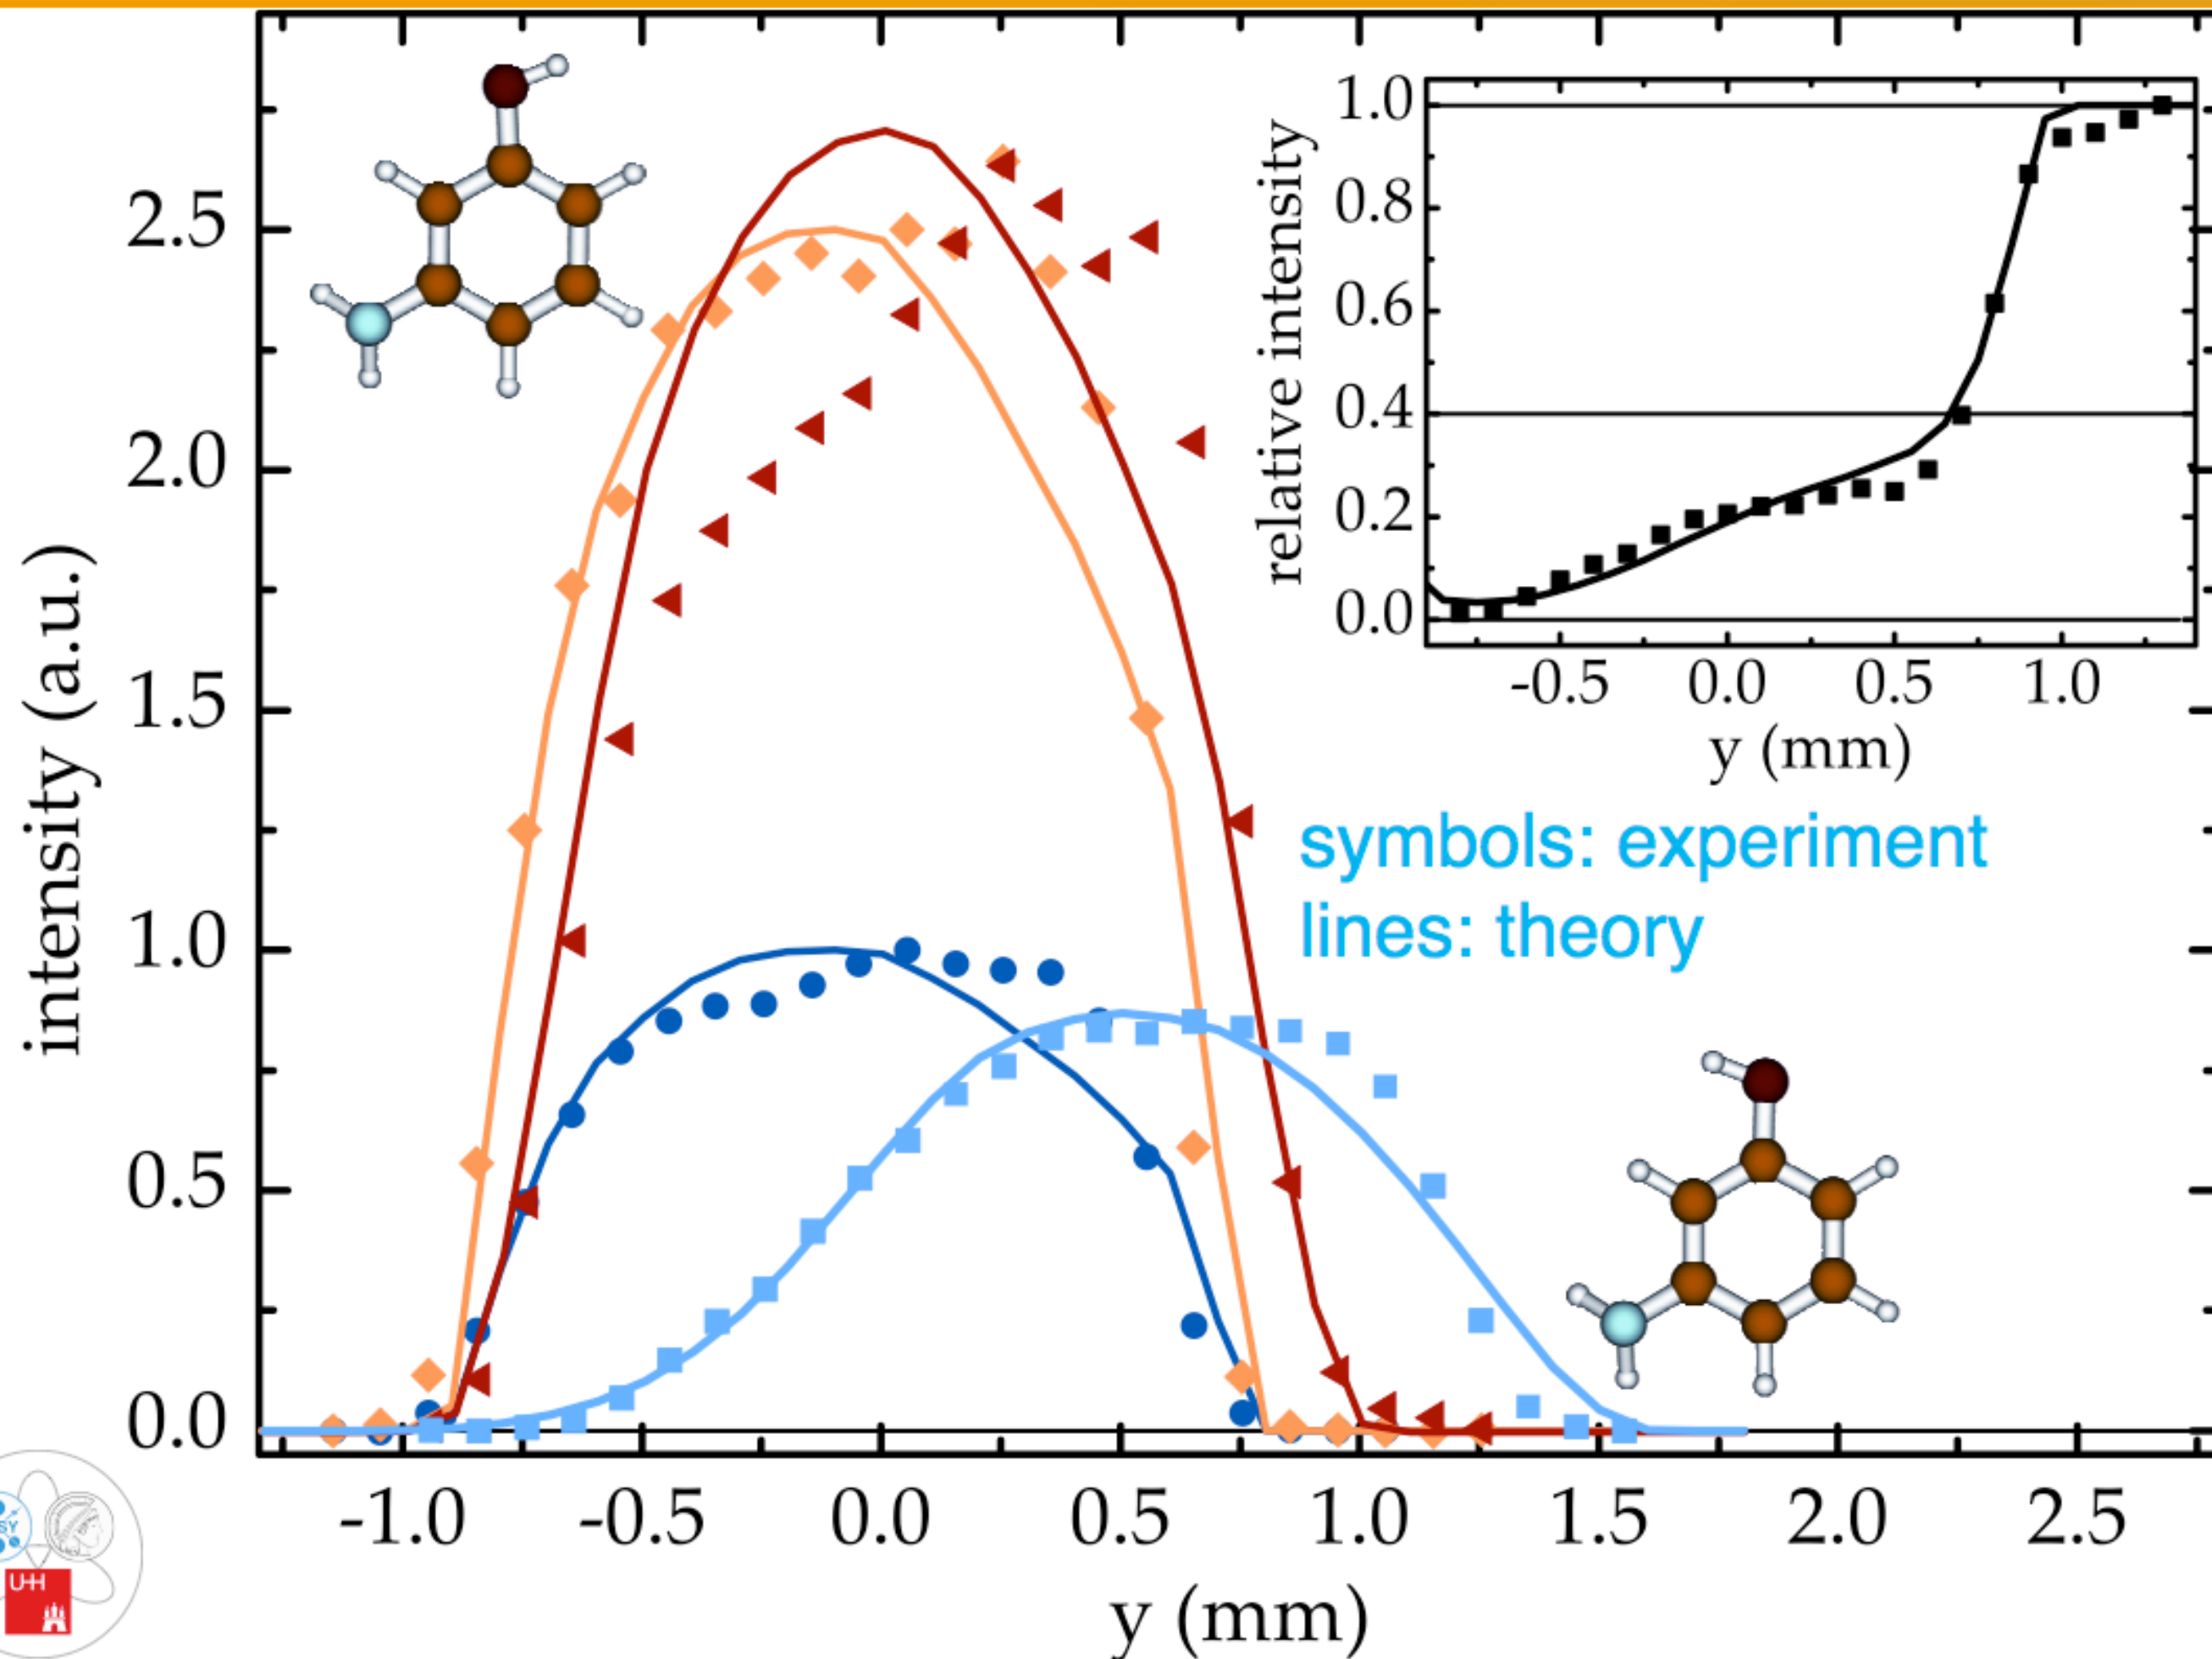 intensity (a.u.)
2.5
2.0
1.5
1.0
0.5
0.0
-1.0 -0.5 0.0 0.5 1.0 1.5 2.0 2.5
y (mm)
relative intensity
1.0
0.8
0.6
0.4
0.2
0.0
-0.5 0.0 0.5 1.0
y (mm)
symbols: experiment
lines: theory
SY
UH